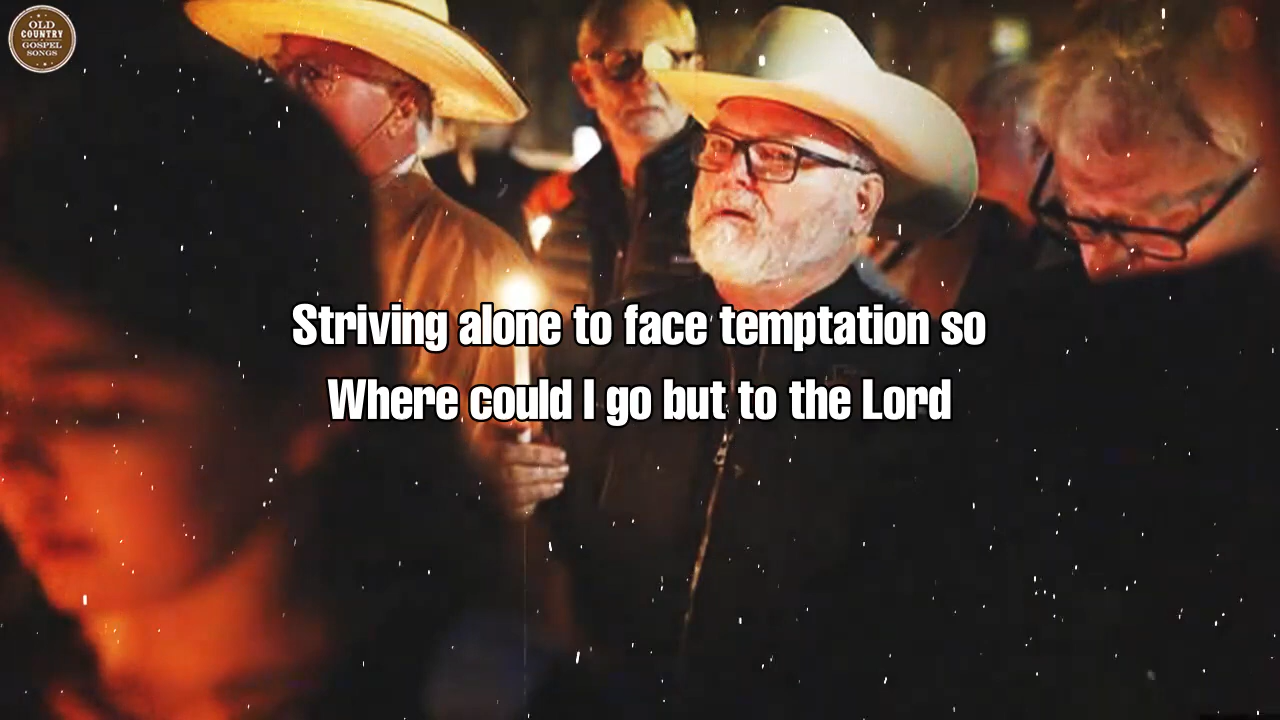 OLD
COUNTRY
GOSPEL
SONGS
Striving alone to face temptation so
Where could I go but to the Lord